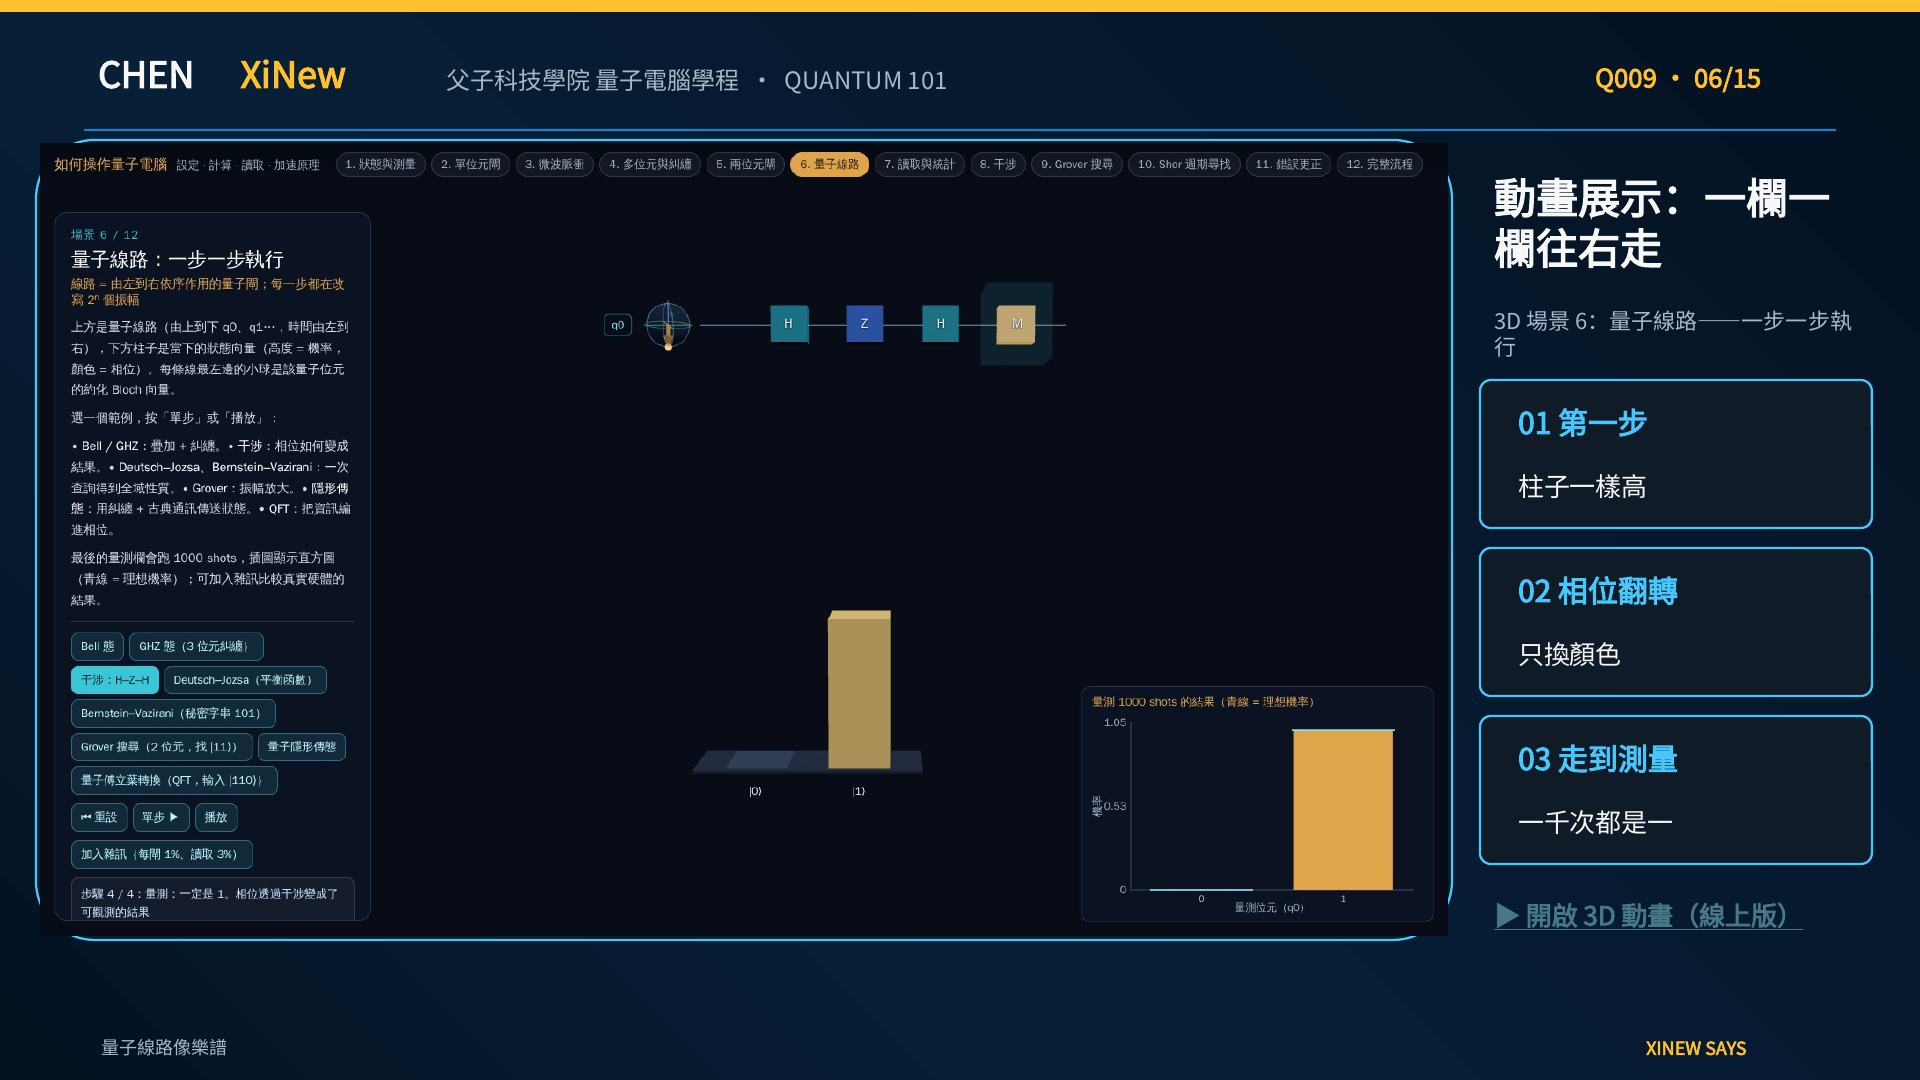 CHEN XiNew 父子科技學院 量子電腦學程 • QUANTUM 101 Q009 • 06/15
如何操作量子電腦 設定 · 計算 · 讀取 · 加速原理 1. 狀態與測量 2. 單位元閘 3. 微波脈衝 4. 多位元與糾纏 5. 兩位元閘 6. 量子線路 7. 讀取與統計 8. 干涉 9. Grover 搜尋 10. Shor 週期尋找 11. 錯誤更正 12. 完整流程
場景 6 / 12
量子線路：一步一步執行
線路 = 由左到右依序作用的量子閘；每一步都在改
寫 2ⁿ 個振幅
上方是量子線路（由上到下 q0、q1⋯，時間由左到
右），下方柱子是當下的狀態向量（高度 = 機率，
顏色 = 相位）。每條線最左邊的小球是該量子位元
的約化 Bloch 向量。
選一個範例，按「單步」或「播放」：
• Bell / GHZ：疊加 + 糾纏。• 干涉：相位如何變成
結果。• Deutsch–Jozsa、Bernstein–Vazirani：一次
查詢得到全域性質。• Grover：振幅放大。• 隱形傳
態：用糾纏 + 古典通訊傳送狀態。• QFT：把資訊編
進相位。
最後的量測欄會跑 1000 shots，插圖顯示直方圖
（青線 = 理想機率）；可加入雜訊比較真實硬體的
結果。
Bell 態 GHZ 態（3 位元糾纏）
干涉：H–Z–H Deutsch–Jozsa（平衡函數）
Bernstein–Vazirani（秘密字串 101）
Grover 搜尋（2 位元，找 |11⟩） 量子隱形傳態
量子傅立葉轉換（QFT，輸入 |110⟩）
⏮ 重設 單步 ▶ 播放
加入雜訊（每閘 1%、讀取 3%）
步驟 4 / 4：量測：一定是 1。相位透過干涉變成了
可觀測的結果
q0 H Z H M
|0⟩ |1⟩
量測 1000 shots 的結果（青線 = 理想機率）
1.05
0.53
0
機率
0 1
量測位元（q0）
動畫展示：一欄一
欄往右走
3D 場景 6：量子線路——一步一步執
行
01 第一步
柱子一樣高
02 相位翻轉
只換顏色
03 走到測量
一千次都是一
▶ 開啟 3D 動畫（線上版）
量子線路像樂譜
XINEW SAYS